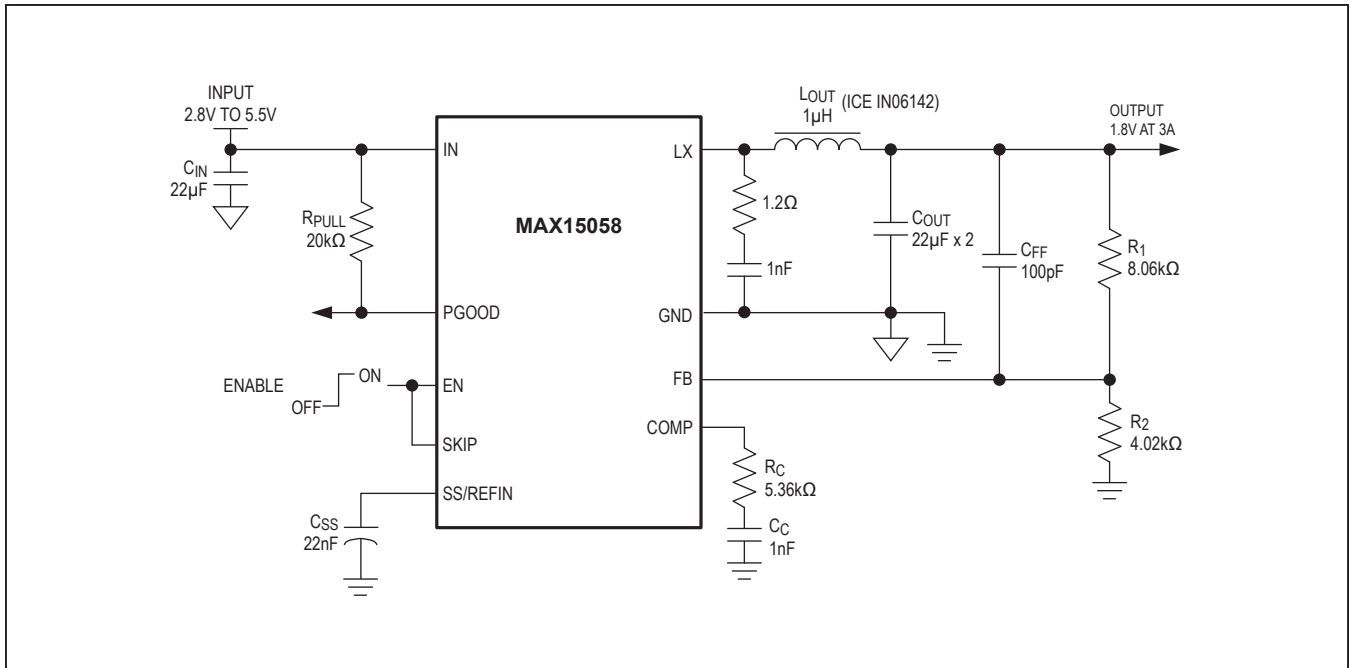 INPUT
2.8V TO 5.5V
CIN
22µF
RPULL
20kΩ
ENABLE
OFF
ON
CSS
22nF
MAX15058
IN
PGOOD
EN
SKIP
SS/REFIN
LX
GND
FB
COMP
LOUT (ICE IN06142)
1µH
OUTPUT
1.8V AT 3A
1.2Ω
1nF
COUT
22µF x 2
CFF
100pF
R1
8.06kΩ
R2
4.02kΩ
RC
5.36kΩ
CC
1nF